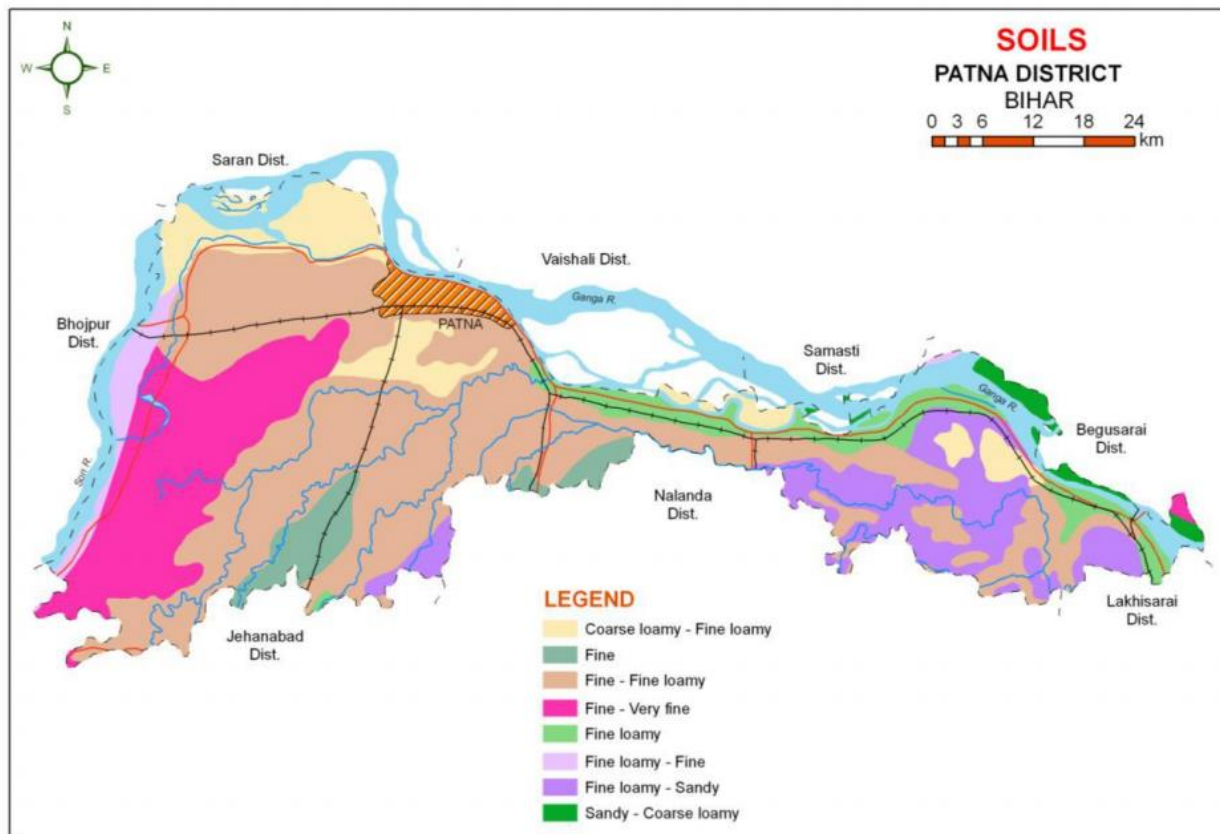 N
W E
S
SOILS
PATNA DISTRICT
BIHAR
0 3 6 12 18 24
km
Saran Dist.
Vaishali Dist.
Ganga R.
Bhojpur
Dist.
PATNA
Samasti
Dist.
Ganga R.
Begusarai
Dist.
Son R.
Nalanda
Dist.
Jehanabad
Dist.
Lakhisarai
Dist.
LEGEND
Coarse loamy - Fine loamy
Fine
Fine - Fine loamy
Fine - Very fine
Fine loamy
Fine loamy - Fine
Fine loamy - Sandy
Sandy - Coarse loamy